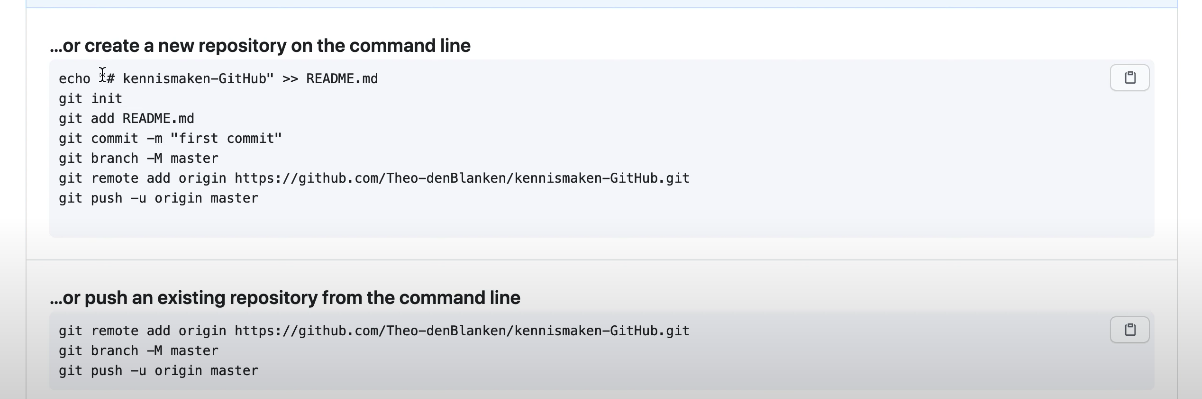 ...or create a new repository on the command line
echo "# kennismaken-GitHub" >> README.md
git init
git add README.md
git commit -m "first commit"
git branch -M master
git remote add origin https://github.com/Theo-denBlanken/kennismaken-GitHub.git
git push -u origin master
...or push an existing repository from the command line
git remote add origin https://github.com/Theo-denBlanken/kennismaken-GitHub.git
git branch -M master
git push -u origin master